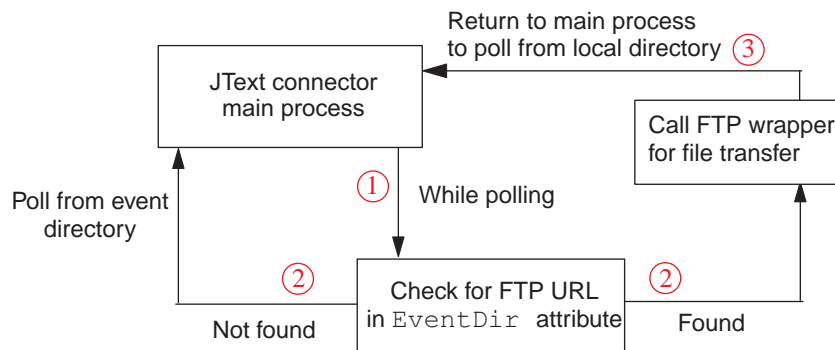 Return to main process
to poll from local directory ③
JText connector
main process
Call FTP wrapper
for file transfer
①
While polling
Poll from event
directory
②
Not found
Check for FTP URL
in EventDir attribute
②
Found